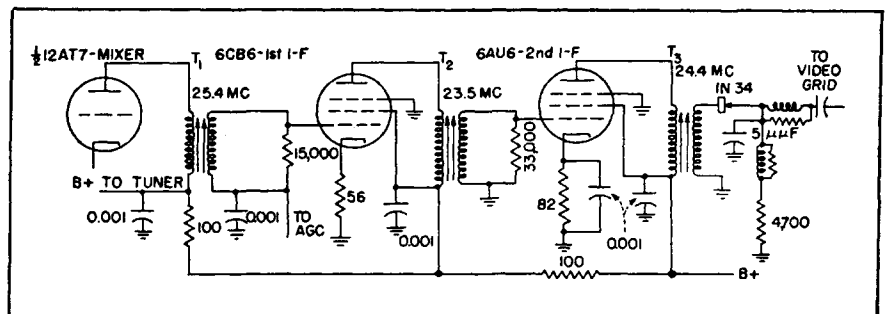 ½ 12AT7-MIXER
T1
6CB6-1st I-F
T2
6AU6-2nd I-F
T3
24.4 MC
TO
VIDEO
GRID
25.4 MC
23.5 MC
IN 34
5 μμF
15,000
33,000
B+ TO TUNER
0.001
100
0.001
TO
AGC
56
0.001
82
0.001
4,700
100
B+